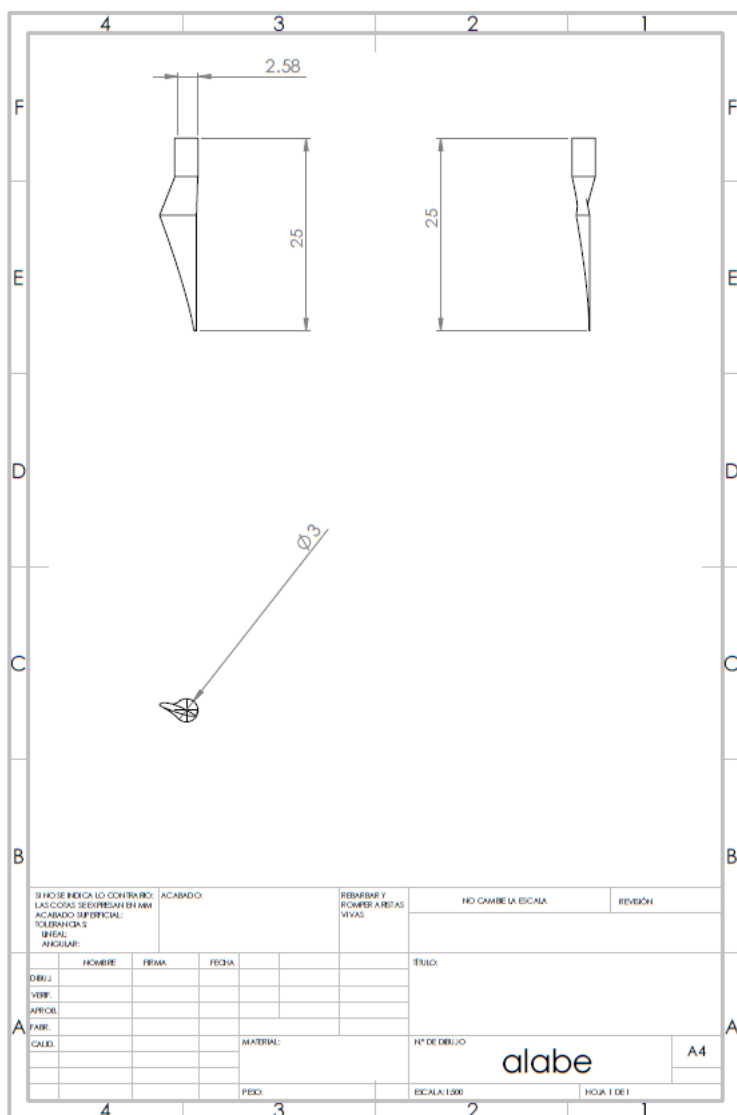 4 3 2 1
F F
E E
D D
C C
B B
A A
2.58
25
25
Ø3
SI NO SE INDICA LO CONTRARIO:
LAS COTAS SE EXPRESAN EN MM
ACABADO SUPERFICIAL:
TOLERANCIAS:
LINEAL:
ANGULAR:
ACABADO:
REBARBAR Y
ROMPER ARISTAS
VIVAS
NO CAMBIE LA ESCALA
REVISIÓN
NOMBRE FIRMA FECHA
DIBUJ.
VERIF.
APROB.
FABR.
CALID.
TÍTULO:
MATERIAL:
N.º DE DIBUJO
alabe
A4
PESO:
ESCALA:1:500
HOJA 1 DE 1
4 3 2 1